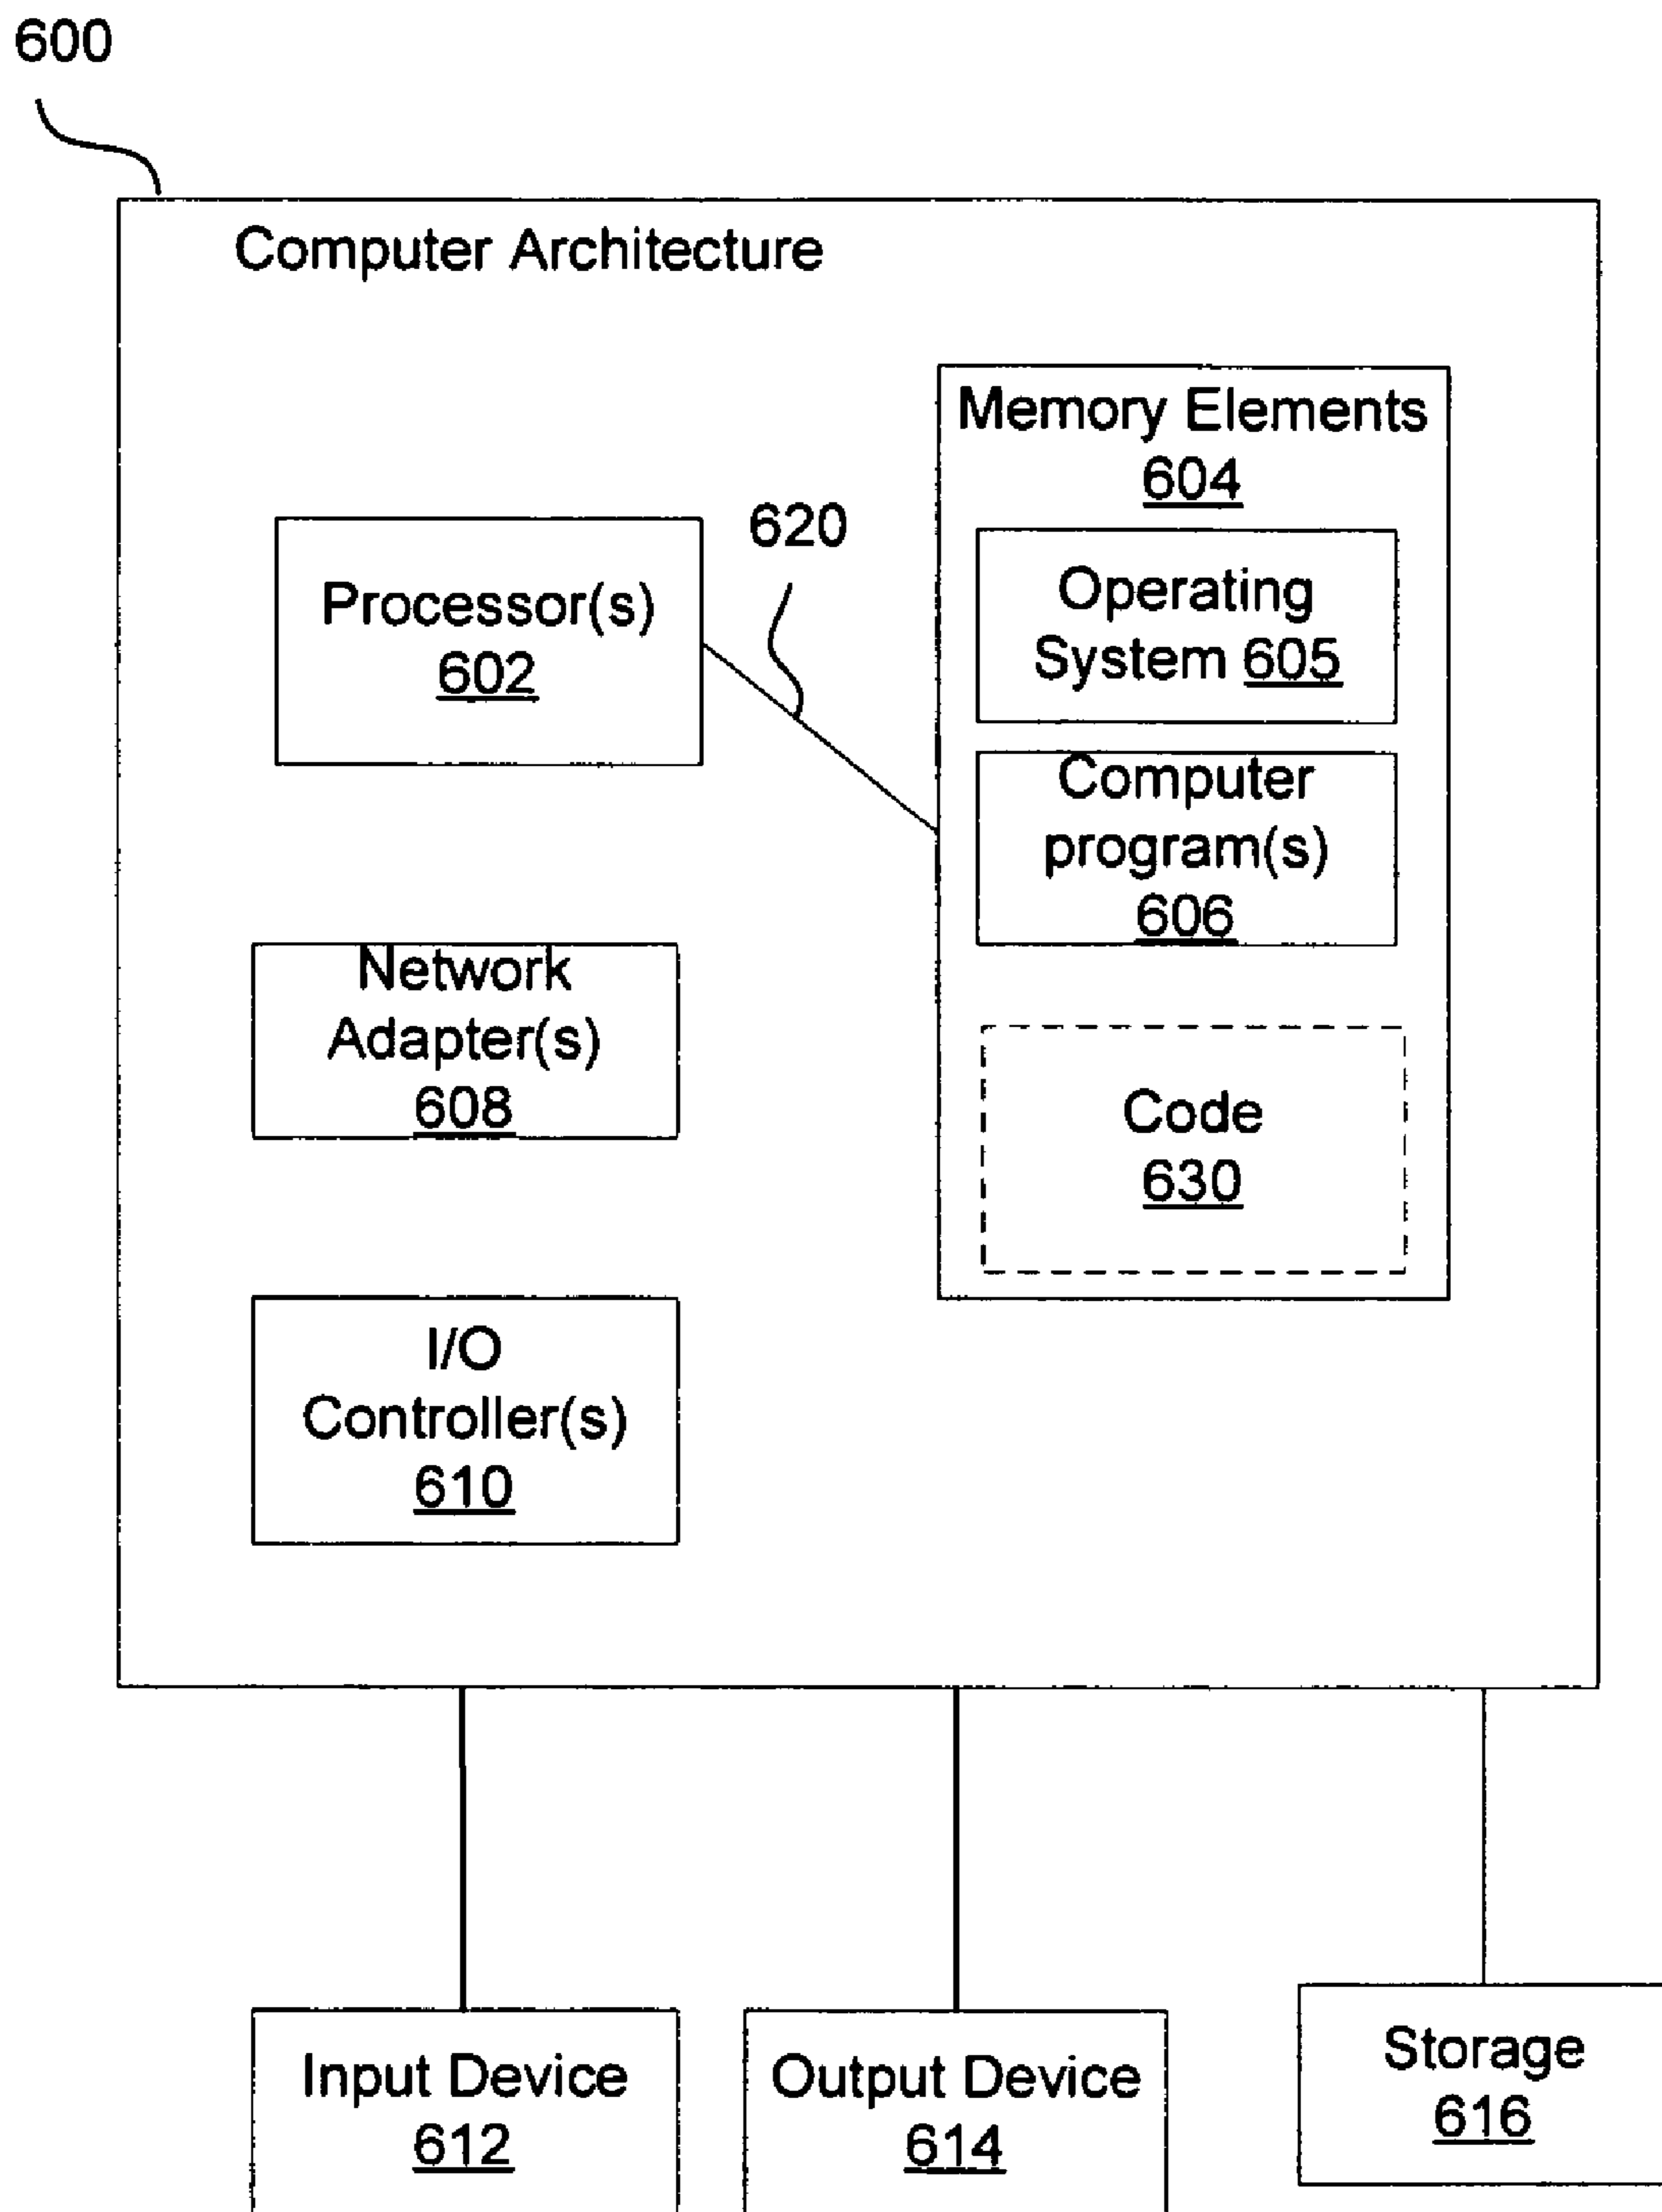 600
Computer Architecture
Memory Elements
604
620
Operating
System 605
Processor(s)
602
Computer
program(s)
606
Network
Adapter(s)
608
Code
630
I/O
Controller(s)
610
Input Device
612
Output Device
614
Storage
616